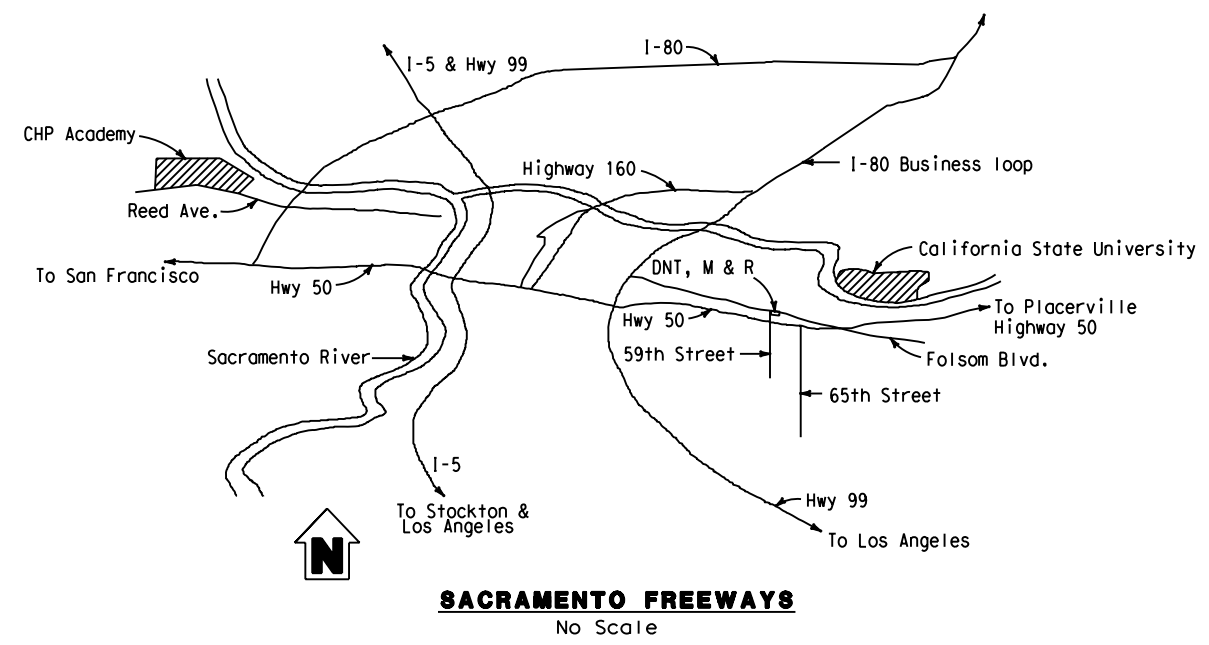 I-80
I-5 & Hwy 99
CHP Academy
Highway 160
I-80 Business loop
Reed Ave.
California State University
To San Francisco
Hwy 50
DNT, M & R
To Placerville
Highway 50
Hwy 50
Sacramento River
59th Street
Folsom Blvd.
65th Street
I-5
To Stockton &
Los Angeles
Hwy 99
To Los Angeles
N
SACRAMENTO FREEWAYS
No Scale